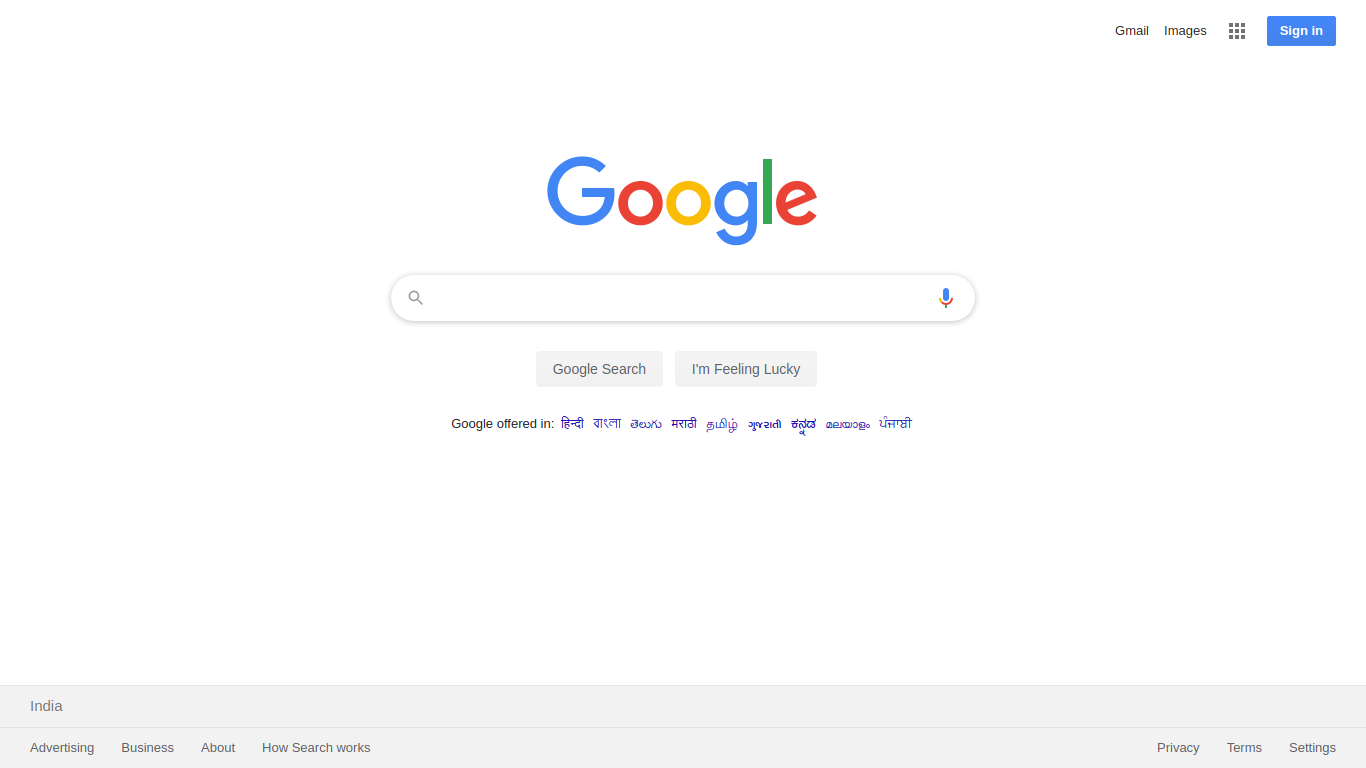 Gmail Images Sign in
Google
Google Search I'm Feeling Lucky
Google offered in: हिन्दी বাংলা తెలుగు मराठी தமிழ் ગુજરાતી ಕನ್ನಡ മലയാളം ਪੰਜਾਬੀ
India
Advertising Business About How Search works Privacy Terms Settings